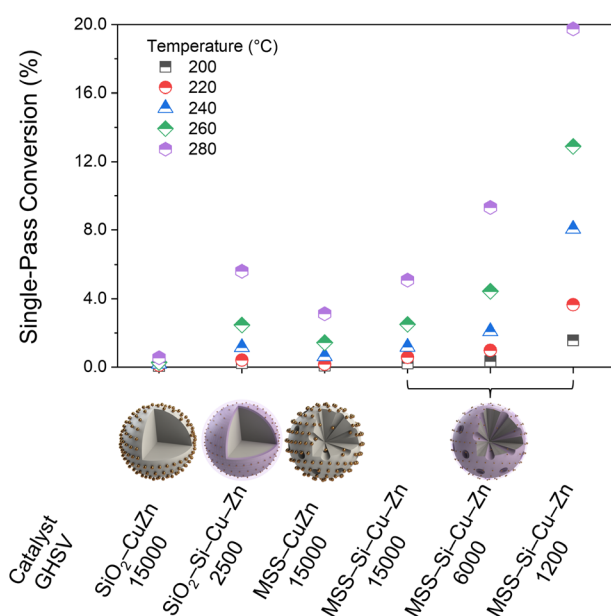 Single-Pass Conversion (%)
20.0
16.0
12.0
8.0
4.0
0.0
Temperature (°C)
200
220
240
260
280
Catalyst
GHSV
SiO₂–CuZn
15000
SiO₂–Si–Cu–Zn
2500
MSS–CuZn
15000
MSS–Si–Cu–Zn
15000
MSS–Si–Cu–Zn
6000
MSS–Si–Cu–Zn
1200